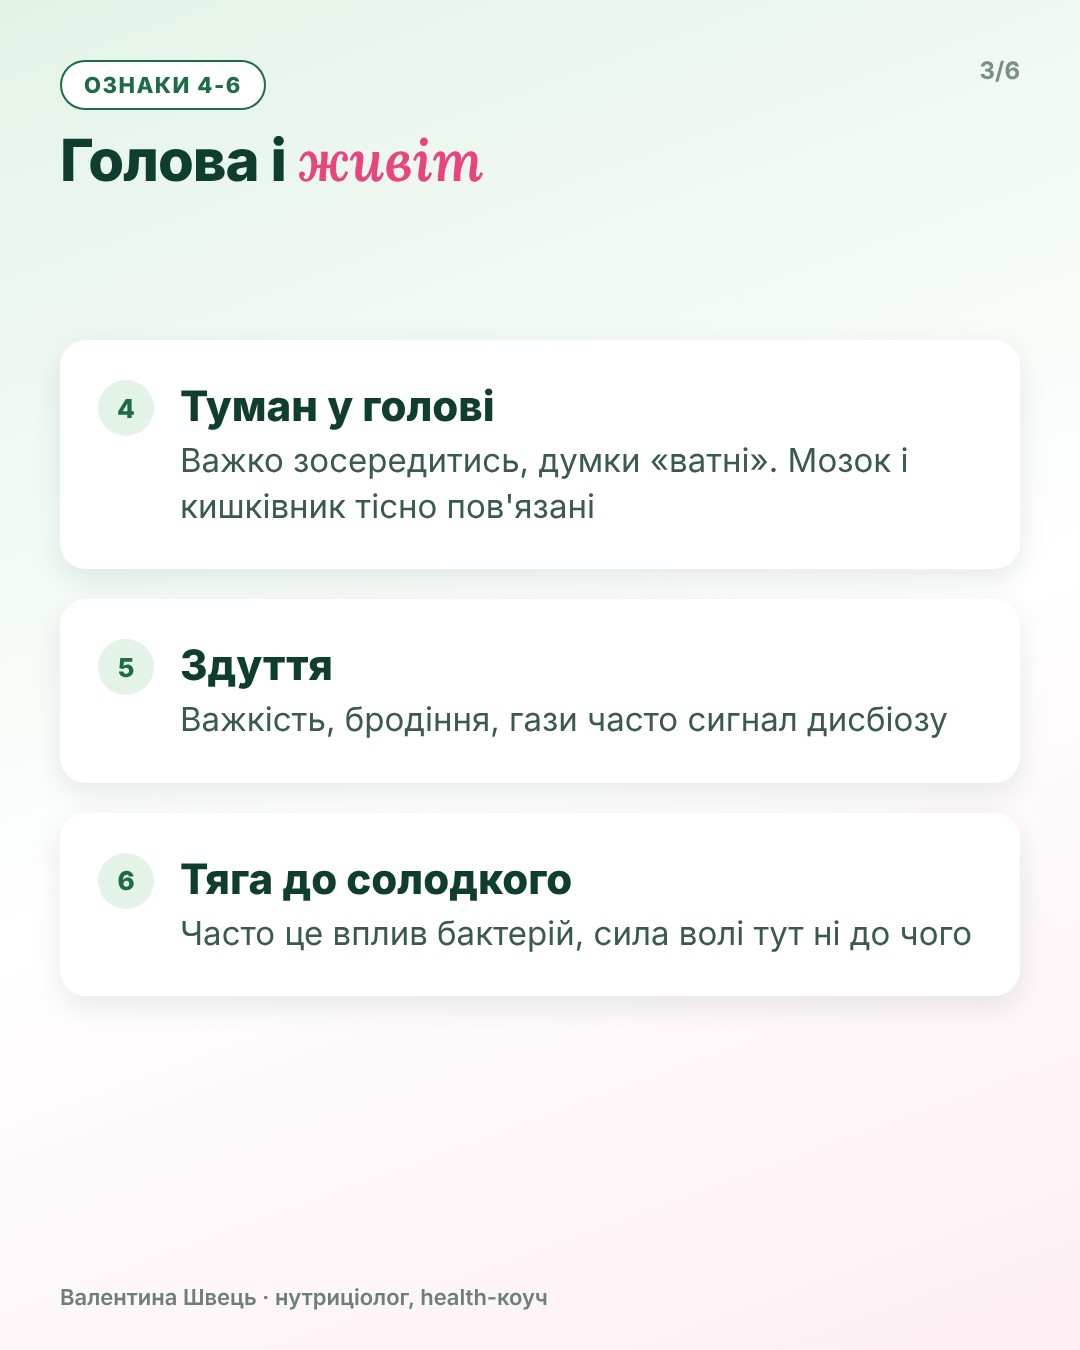 ОЗНАКИ 4-6
3/6
Голова і живіт
4
Туман у голові
Важко зосередитись, думки «ватні». Мозок і
кишківник тісно пов'язані
5
Здуття
Важкість, бродіння, гази часто сигнал дисбіозу
6
Тяга до солодкого
Часто це вплив бактерій, сила волі тут ні до чого
Валентина Швець · нутриціолог, health-коуч